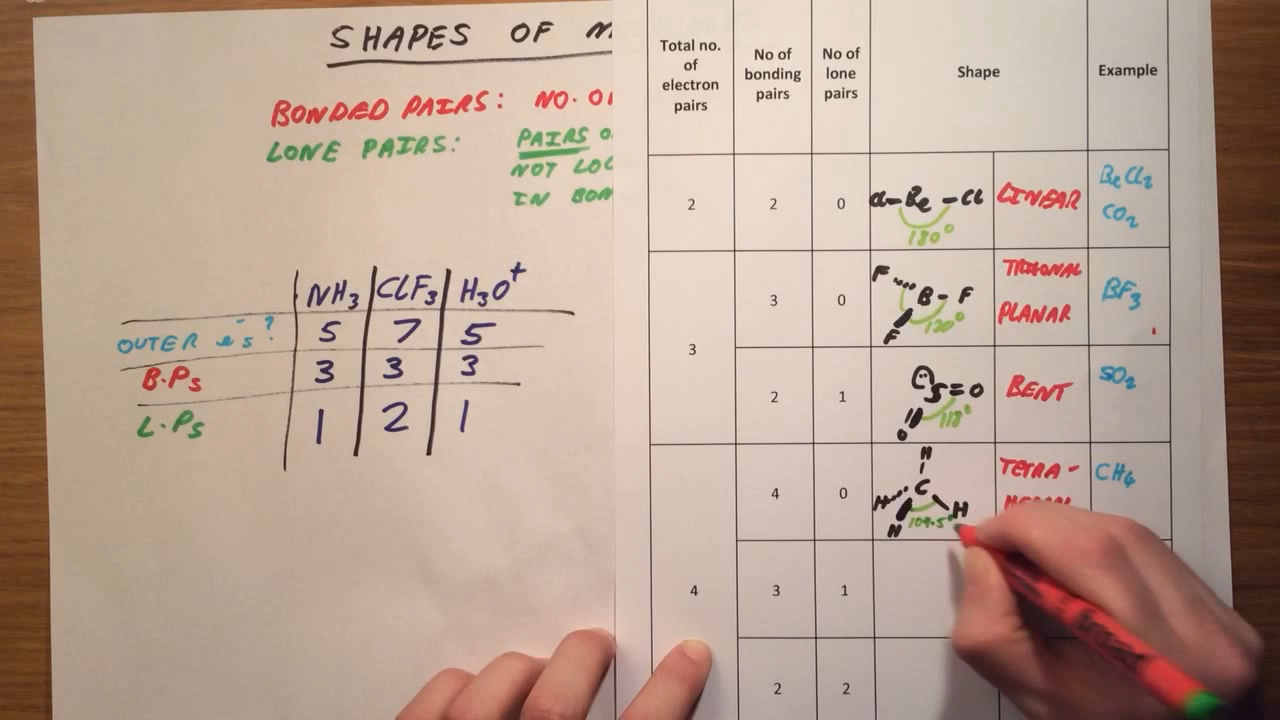 SHAPES OF M
BONDED PAIRS: NO. O
LONE PAIRS: PAIRS O
NOT LOC
IN BON
NH3 CLF3 H3O+
OUTER e-s? 5 7 5
B.Ps 3 3 3
L.Ps 1 2 1
Total no. of electron pairs
No of bonding pairs
No of lone pairs
Shape
Example
2 2 0
Cl-Be-Cl
180°
LINEAR
BeCl2
CO2
3
3 0
F B-F
F
120°
TRIGONAL
PLANAR
BF3
2 1
S=O
O
118°
BENT
SO2
4
4 0
H
C
H H
H
109.5°
TETRA-
CH4
3 1
2 2